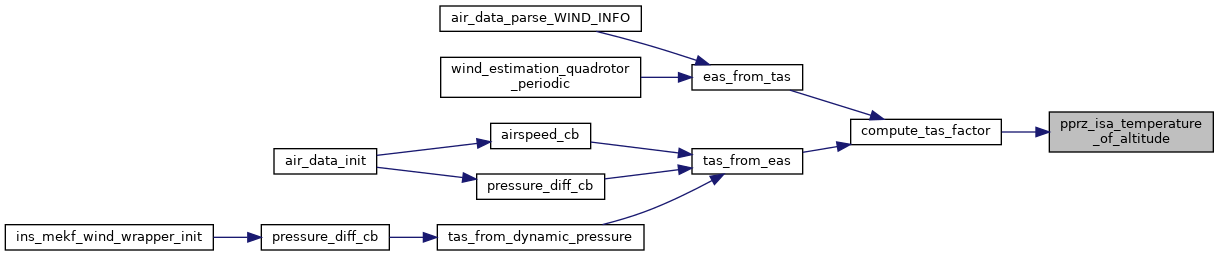 air_data_parse_WIND_INFO
wind_estimation_quadrotor
_periodic
eas_from_tas
airspeed_cb
compute_tas_factor
pprz_isa_temperature
_of_altitude
air_data_init
tas_from_eas
pressure_diff_cb
ins_mekf_wind_wrapper_init
pressure_diff_cb
tas_from_dynamic_pressure